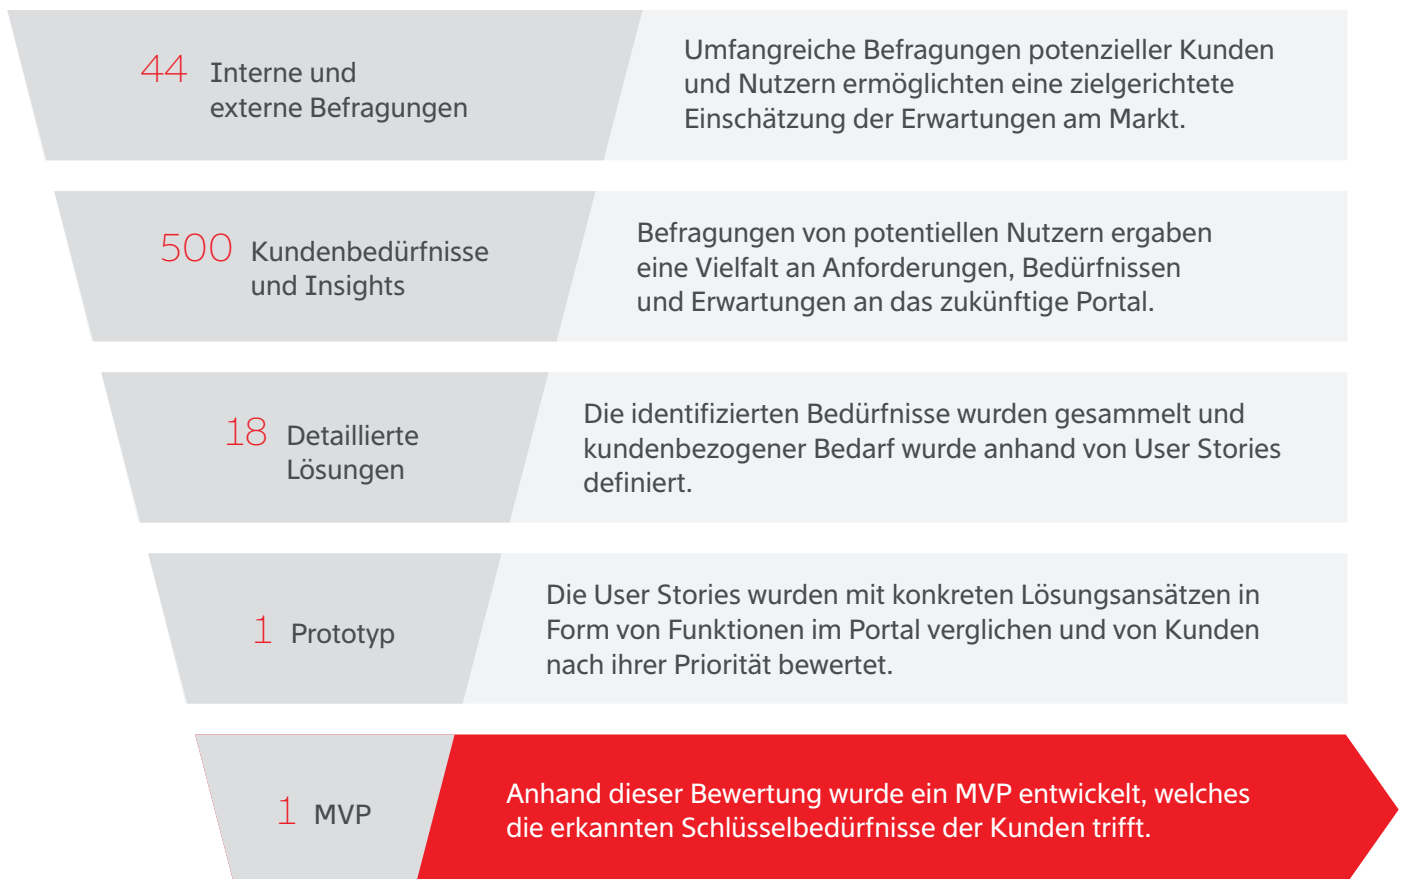 44 Interne und
externe Befragungen
Umfangreiche Befragungen potenzieller Kunden
und Nutzern ermöglichten eine zielgerichtete
Einschätzung der Erwartungen am Markt.
500 Kundenbedürfnisse
und Insights
Befragungen von potentiellen Nutzern ergaben
eine Vielfalt an Anforderungen, Bedürfnissen
und Erwartungen an das zukünftige Portal.
18 Detaillierte
Lösungen
Die identifizierten Bedürfnisse wurden gesammelt und
kundenbezogener Bedarf wurde anhand von User Stories
definiert.
1 Prototyp
Die User Stories wurden mit konkreten Lösungsansätzen in
Form von Funktionen im Portal verglichen und von Kunden
nach ihrer Priorität bewertet.
1 MVP
Anhand dieser Bewertung wurde ein MVP entwickelt, welches
die erkannten Schlüsselbedürfnisse der Kunden trifft.